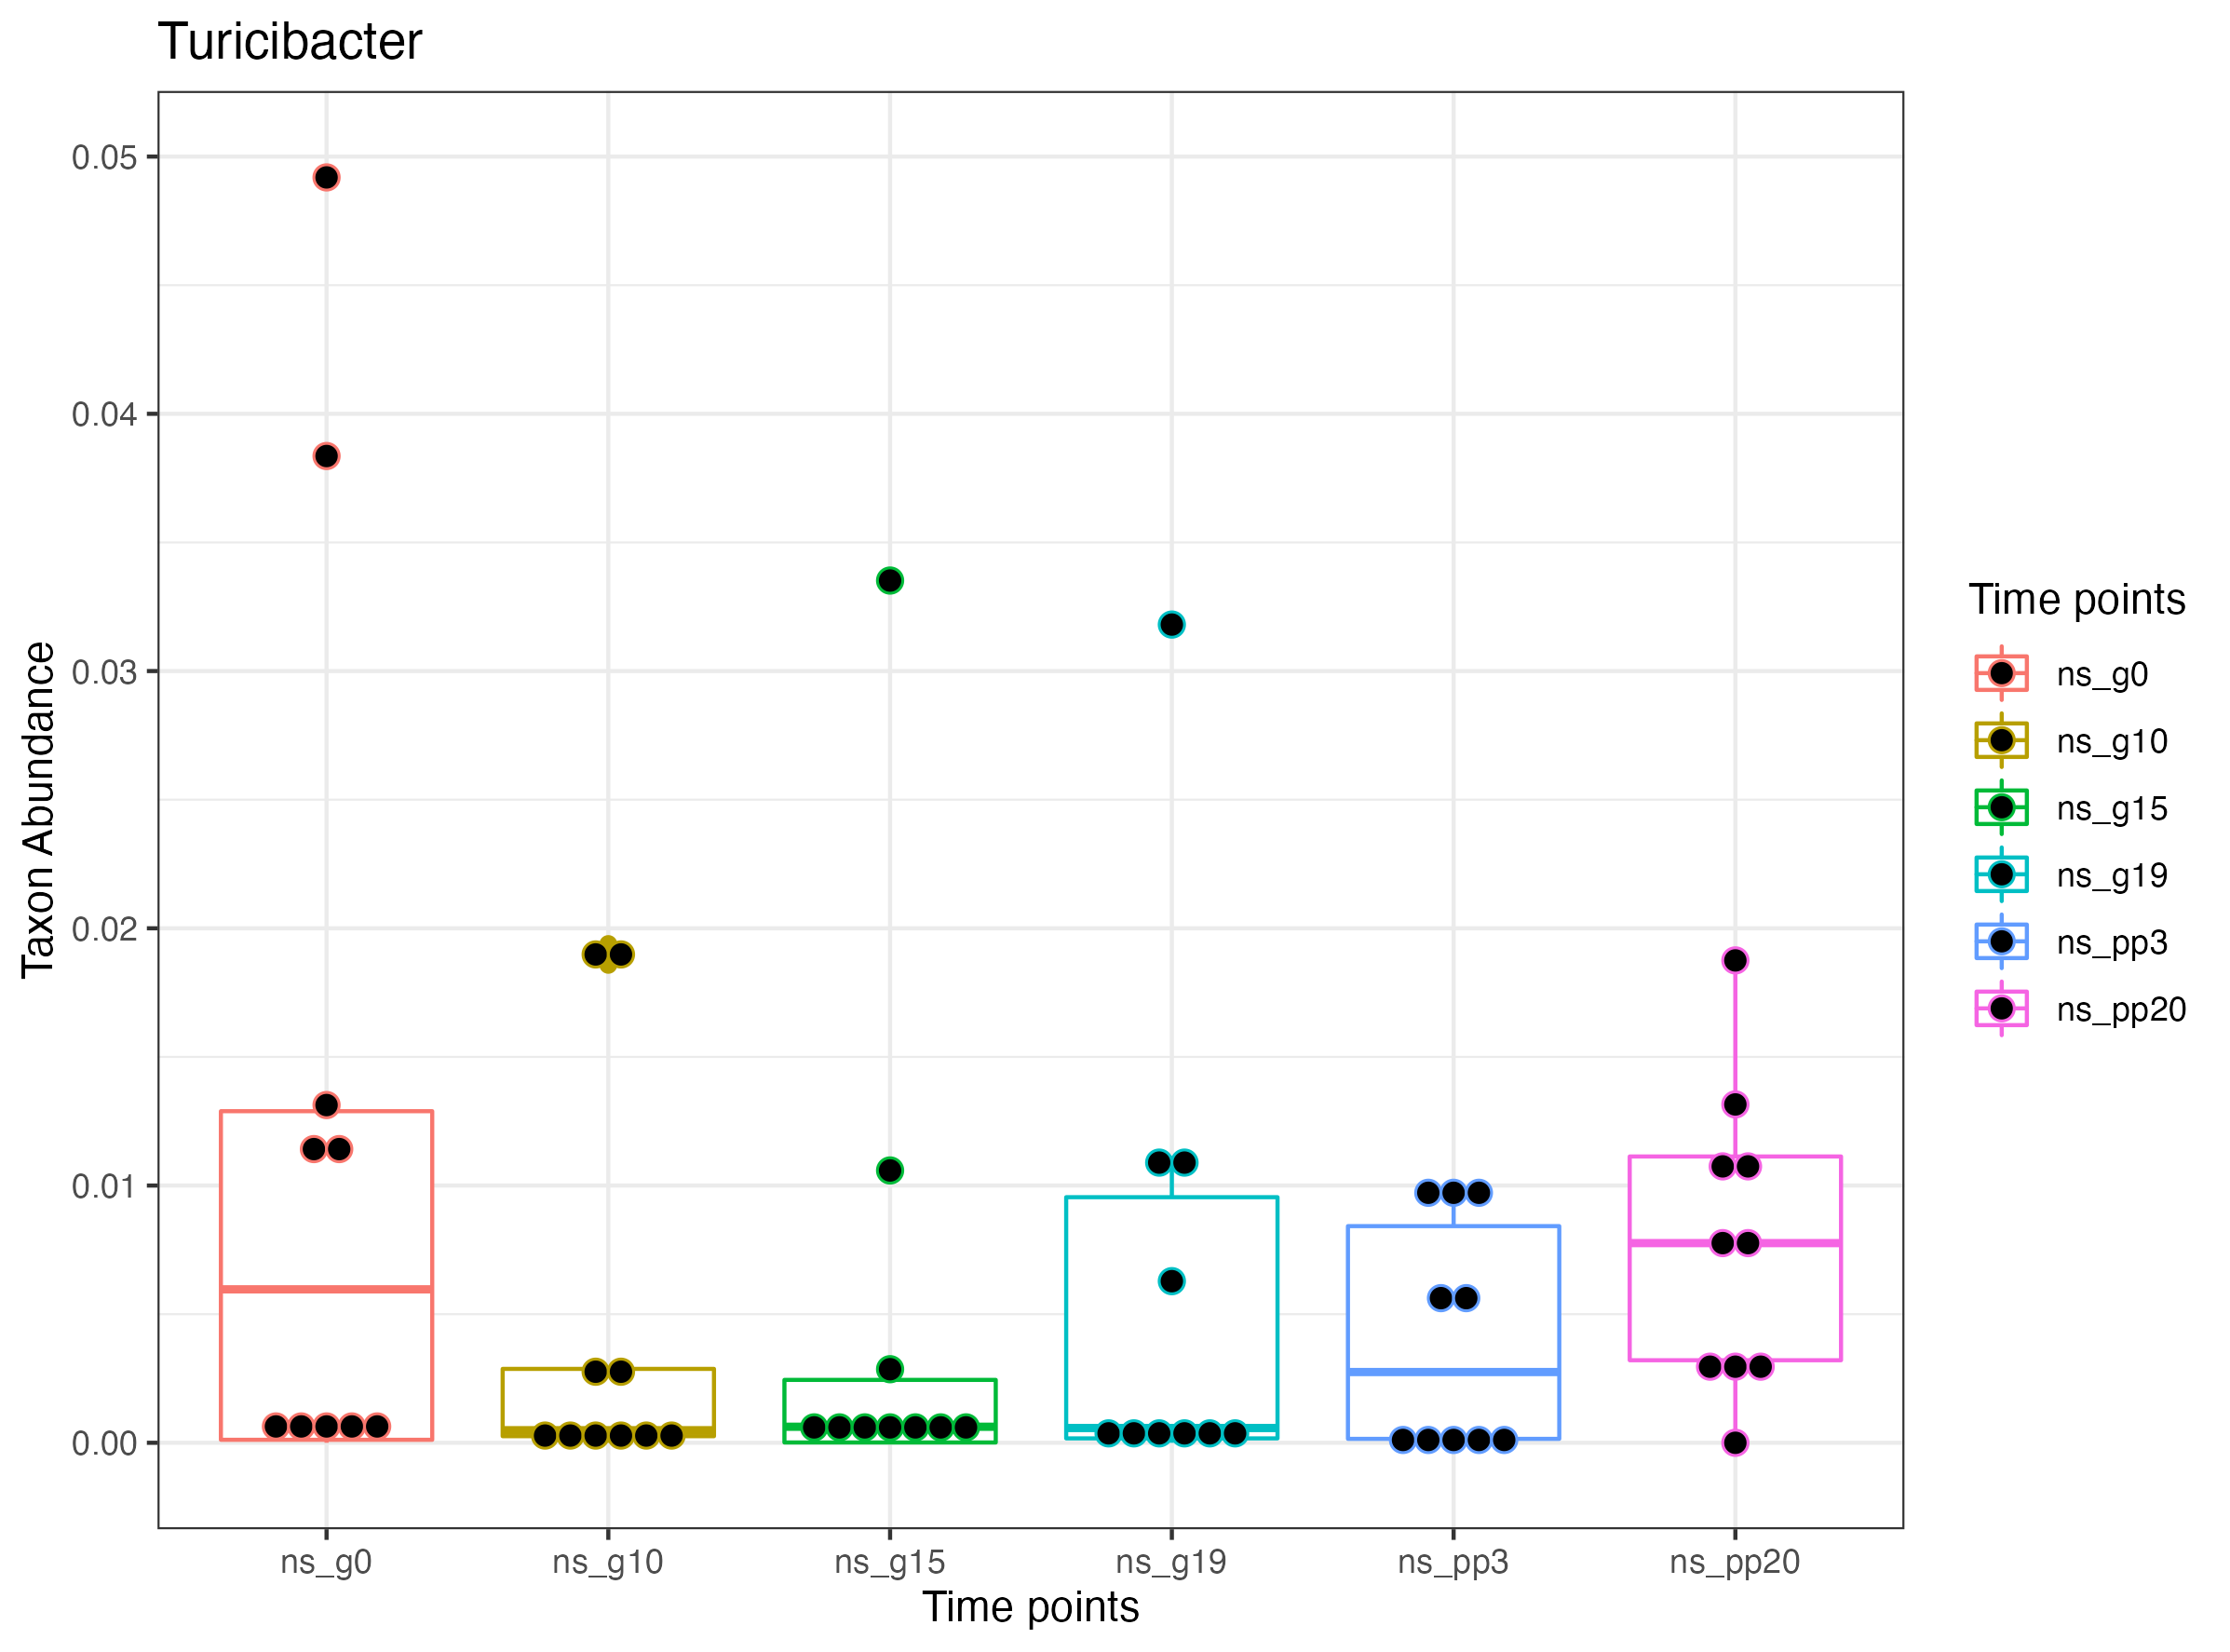 Turicibacter
Taxon Abundance
0.05
0.04
0.03
0.02
0.01
0.00
ns_g0 ns_g10 ns_g15 ns_g19 ns_pp3 ns_pp20
Time points
Time points
ns_g0
ns_g10
ns_g15
ns_g19
ns_pp3
ns_pp20